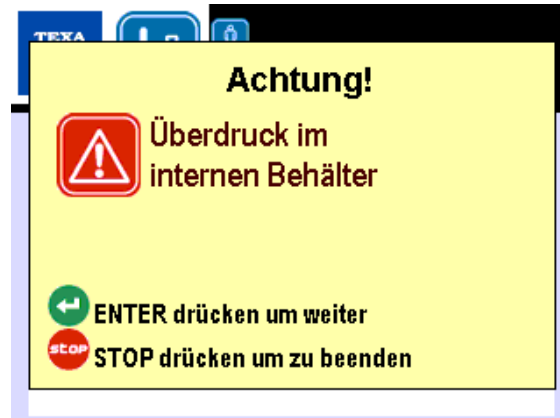 TEXA
Achtung!
Überdruck im
internen Behälter
ENTER drücken um weiter
stop STOP drücken um zu beenden